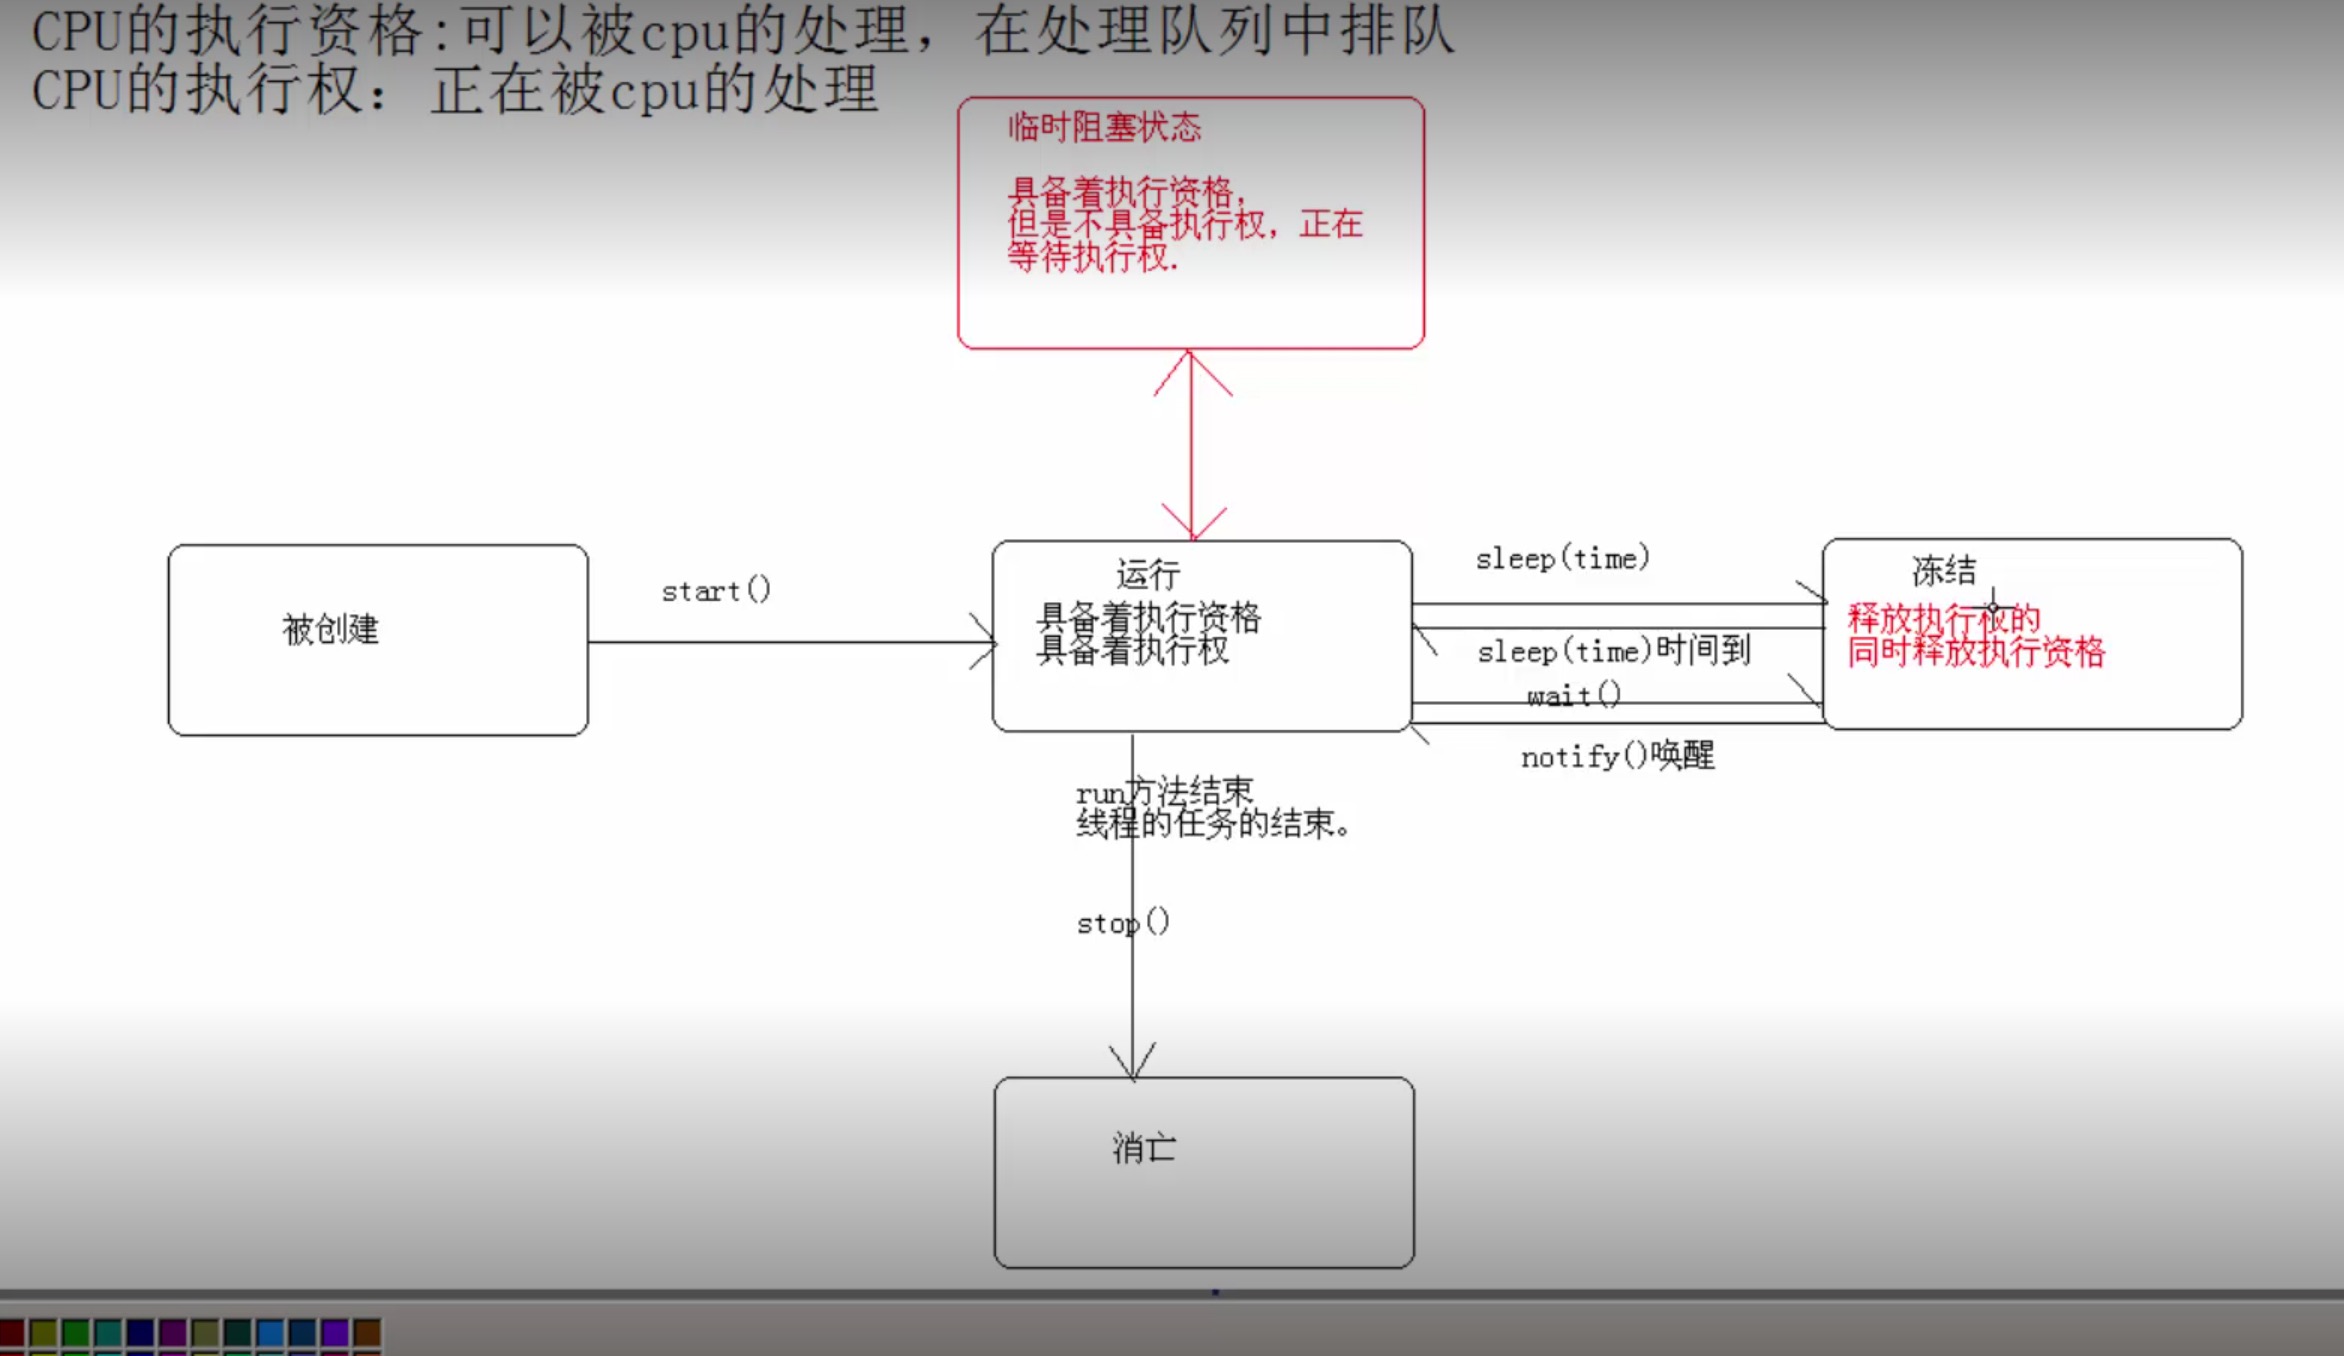 CPU的执行资格:可以被cpu的处理，在处理队列中排队
CPU的执行权：正在被cpu的处理
临时阻塞状态
具备着执行资格，
但是不具备执行权，正在
等待执行权.
被创建
start()
运行
具备着执行资格
具备着执行权
sleep(time)
sleep(time)时间到
wait()
notify()唤醒
冻结
释放执行权的
同时释放执行资格
run方法结束
线程的任务的结束。
stop()
消亡